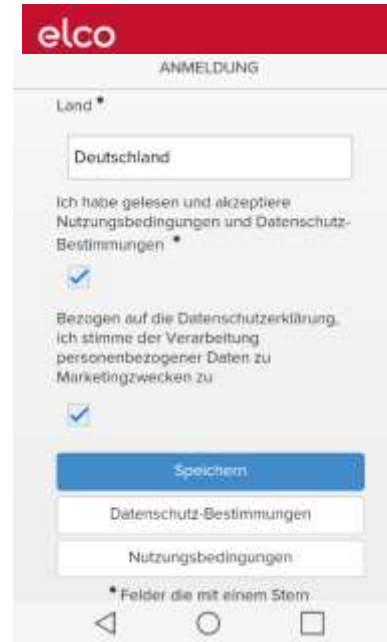 elco
ANMELDUNG
Land *
Deutschland
Ich habe gelesen und akzeptiere
Nutzungsbedingungen und Datenschutz-
Bestimmungen *
Bezogen auf die Datenschutzerklärung,
ich stimme der Verarbeitung
personenbezogener Daten zu
Marketingzwecken zu
Speichern
Datenschutz-Bestimmungen
Nutzungsbedingungen
* Felder die mit einem Stern